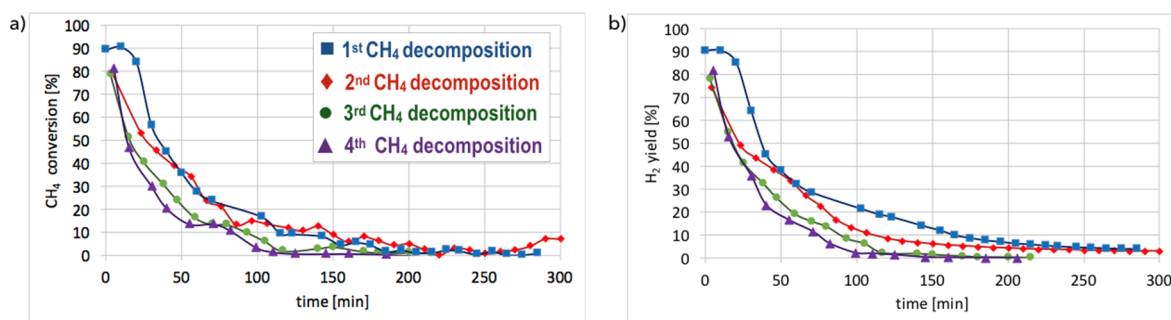 a)
CH4 conversion [%]
100
90
80
70
60
50
40
30
20
10
0
0 50 100 150 200 250 300
time [min]
1st CH4 decomposition
2nd CH4 decomposition
3rd CH4 decomposition
4th CH4 decomposition
b)
H2 yield [%]
100
90
80
70
60
50
40
30
20
10
0
0 50 100 150 200 250 300
time [min]